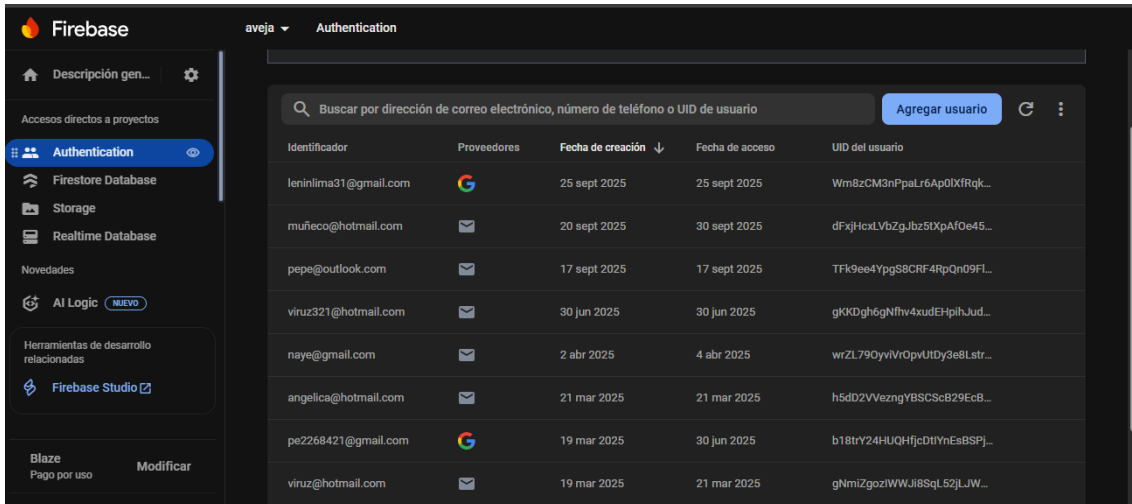 Firebase
aveja Authentication
Descripción gen...
Accesos directos a proyectos
Authentication
Firestore Database
Storage
Realtime Database
Novedades
AI Logic NUEVO
Herramientas de desarrollo
relacionadas
Firebase Studio
Blaze
Pago por uso
Modificar
Buscar por dirección de correo electrónico, número de teléfono o UID de usuario
Agregar usuario
Identificador Proveedores Fecha de creación Fecha de acceso UID del usuario
leninlima31@gmail.com 25 sept 2025 25 sept 2025 Wm8zCM3nPpaLr6Ap0lXfRqk...
muñeco@hotmail.com 20 sept 2025 30 sept 2025 dFxjHcxLVbZgJbz5tXpAfOe45...
pepe@outlook.com 17 sept 2025 17 sept 2025 TFk9ee4YpgS8CRF4RpQn09Fl...
viruz321@hotmail.com 30 jun 2025 30 jun 2025 gKKDgh6gNfhv4xudEHpihJud...
naye@gmail.com 2 abr 2025 4 abr 2025 wrZL79OyviVrOpvUtDy3e8Lstr...
angelica@hotmail.com 21 mar 2025 21 mar 2025 h5dD2VVezngYBSCScB29EcB...
pe2268421@gmail.com 19 mar 2025 30 jun 2025 b18trY24HUQHfjcDtIYnEsBSPj...
viruz@hotmail.com 19 mar 2025 21 mar 2025 gNmiZgozIWWJi8SqL52jLJW...